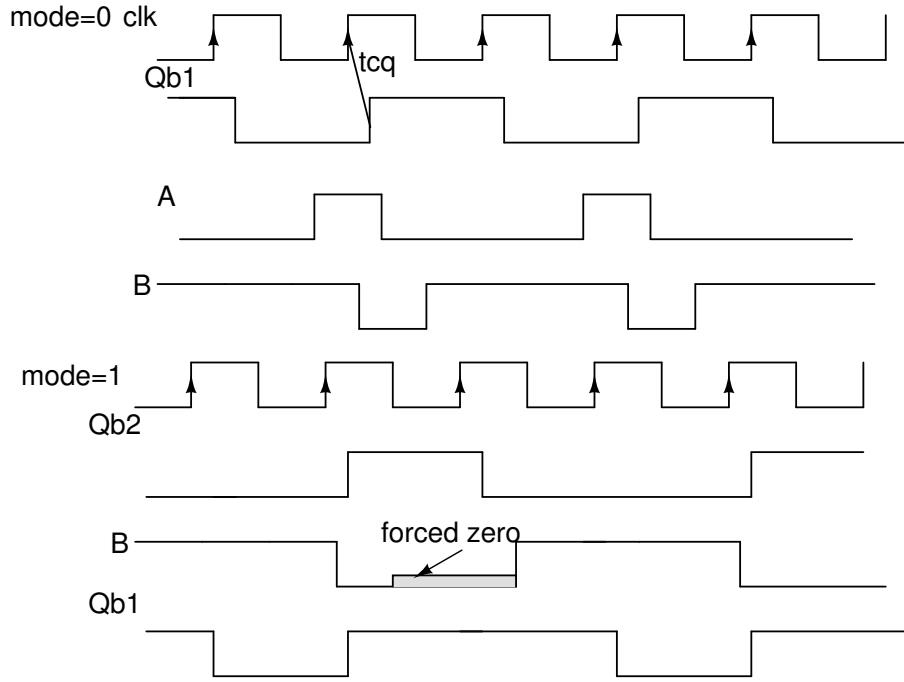 mode=0 clk
tcq
Qb1
A
B
mode=1
Qb2
B
forced zero
Qb1